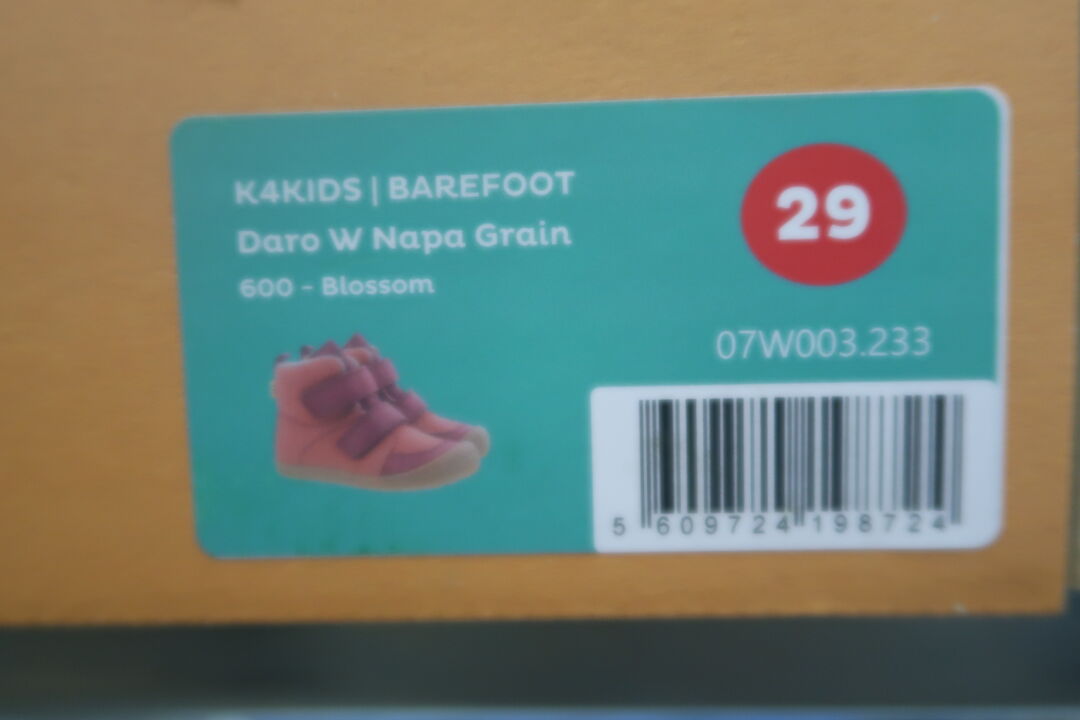 K4KIDS | BAREFOOT
Daro W Napa Grain
600 - Blossom
29
07W003.233
5 609724 198724